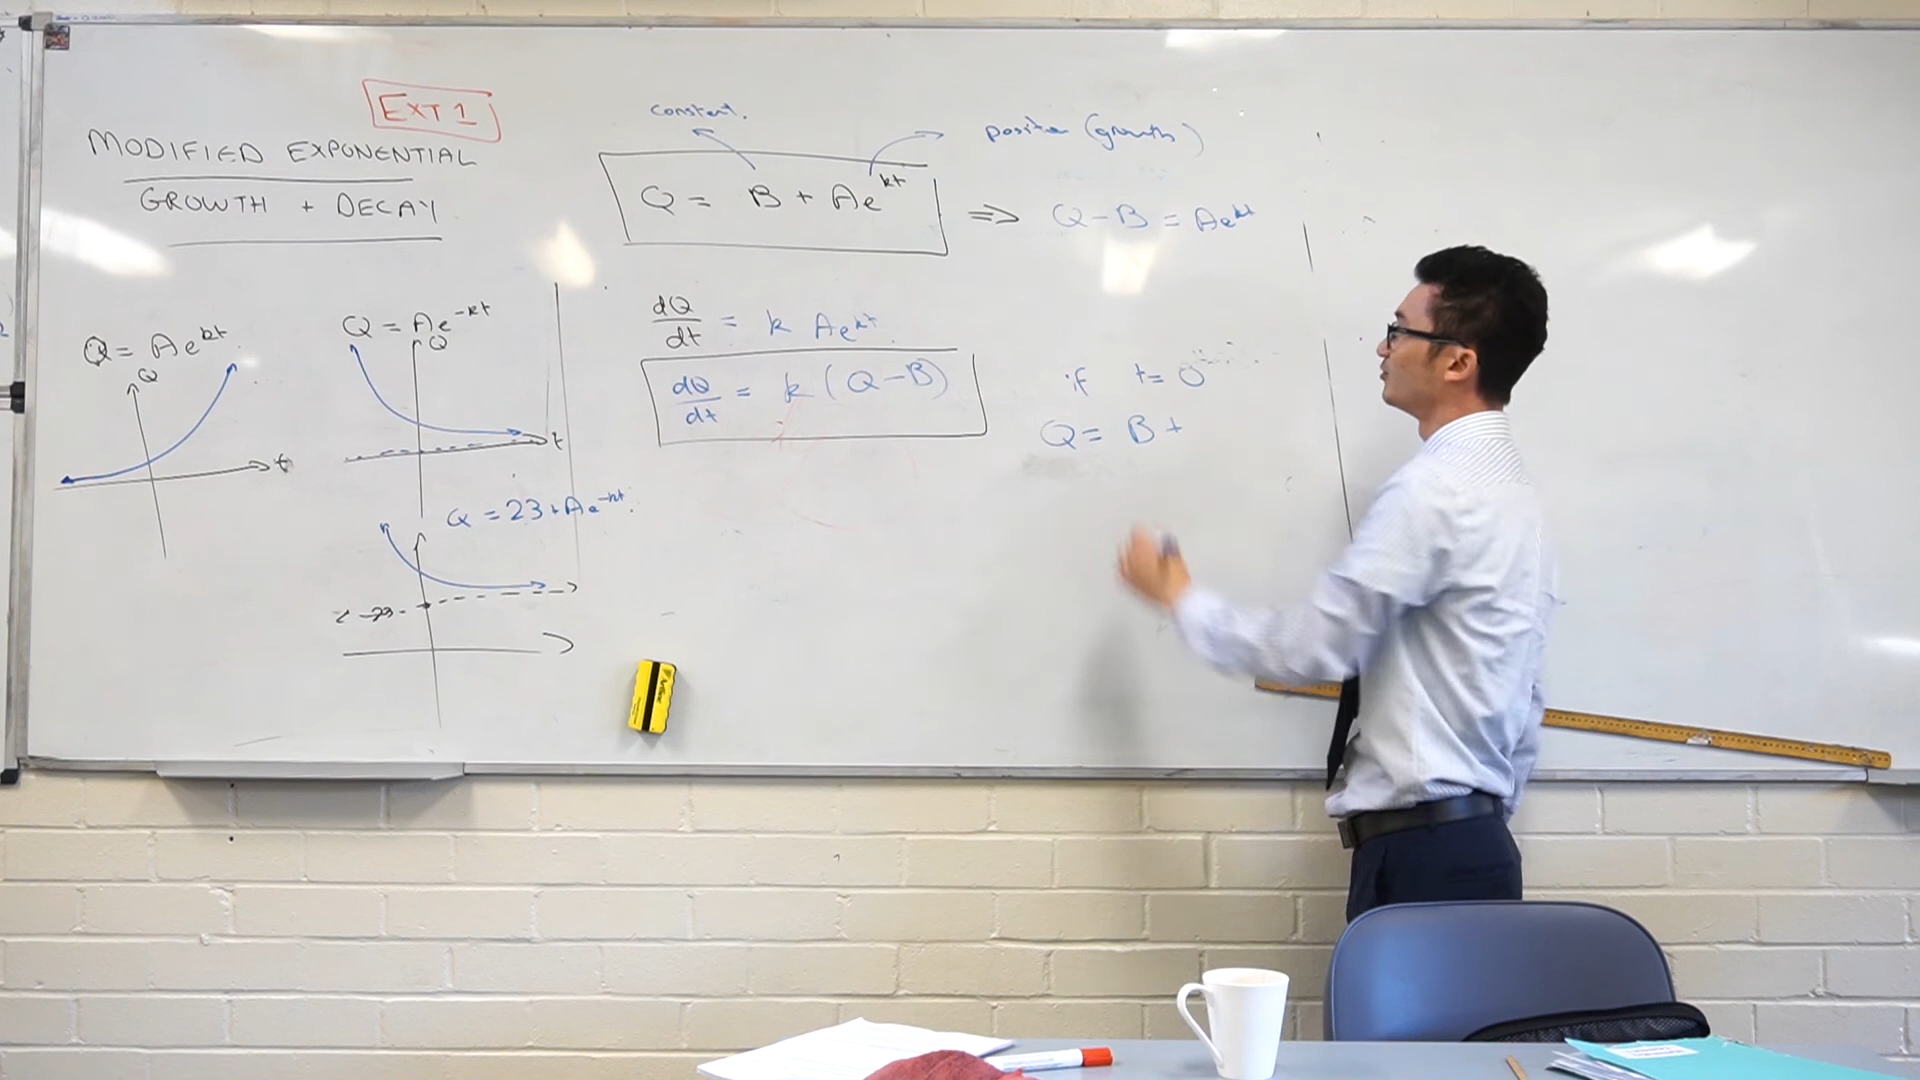 EXT 1
MODIFIED EXPONENTIAL
GROWTH + DECAY
Q = Ae^kt
Q
t
Q = Ae^-kt
Q
t
Q = 23 + Ae^-kt
23
constant.
positive (growth)
Q = B + Ae^kt
=> Q - B = Ae^kt
dQ/dt = k Ae^kt
dQ/dt = k (Q - B)
if t = 0
Q = B +